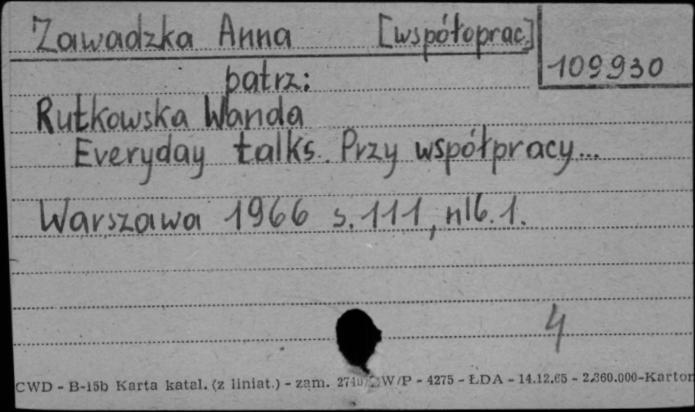 Zawadzka Anna [współoprac.]
109930
patrz:
Rutkowska Wanda
Everyday talks. Przy współpracy...
Warszawa 1966 s. 111, nlb. 1.
4
CWD - B-15b Karta katal. (z liniat.) - zam. W/P - 4275 - ŁDA - 14.12.65 - 2.360.000-Karton